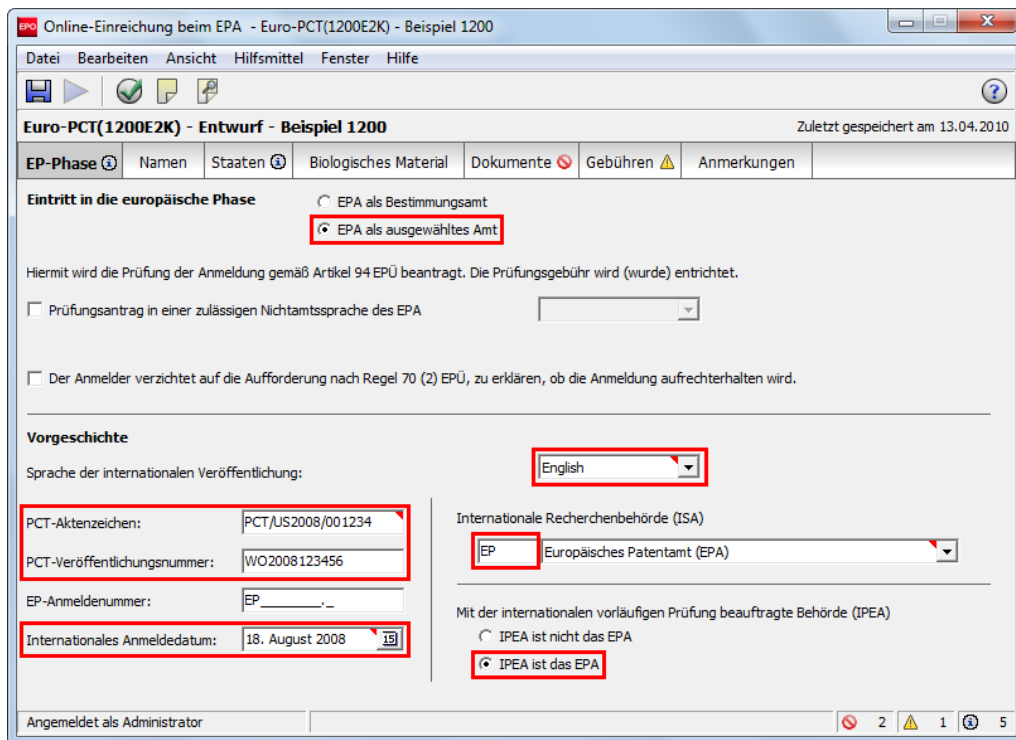 EPO Online-Einreichung beim EPA - Euro-PCT(1200E2K) - Beispiel 1200
Datei Bearbeiten Ansicht Hilfsmittel Fenster Hilfe
Euro-PCT(1200E2K) - Entwurf - Beispiel 1200 Zuletzt gespeichert am 13.04.2010
EP-Phase Namen Staaten Biologisches Material Dokumente Gebühren Anmerkungen
Eintritt in die europäische Phase
EPA als Bestimmungsamt
EPA als ausgewähltes Amt
Hiermit wird die Prüfung der Anmeldung gemäß Artikel 94 EPÜ beantragt. Die Prüfungsgebühr wird (wurde) entrichtet.
Prüfungsantrag in einer zulässigen Nichtamtssprache des EPA
Der Anmelder verzichtet auf die Aufforderung nach Regel 70 (2) EPÜ, zu erklären, ob die Anmeldung aufrechterhalten wird.
Vorgeschichte
Sprache der internationalen Veröffentlichung: English
PCT-Aktenzeichen: PCT/US2008/001234
PCT-Veröffentlichungsnummer: WO2008123456
EP-Anmeldenummer: EP________._
Internationales Anmeldedatum: 18. August 2008 15
Internationale Recherchenbehörde (ISA)
EP Europäisches Patentamt (EPA)
Mit der internationalen vorläufigen Prüfung beauftragte Behörde (IPEA)
IPEA ist nicht das EPA
IPEA ist das EPA
Angemeldet als Administrator 2 1 5